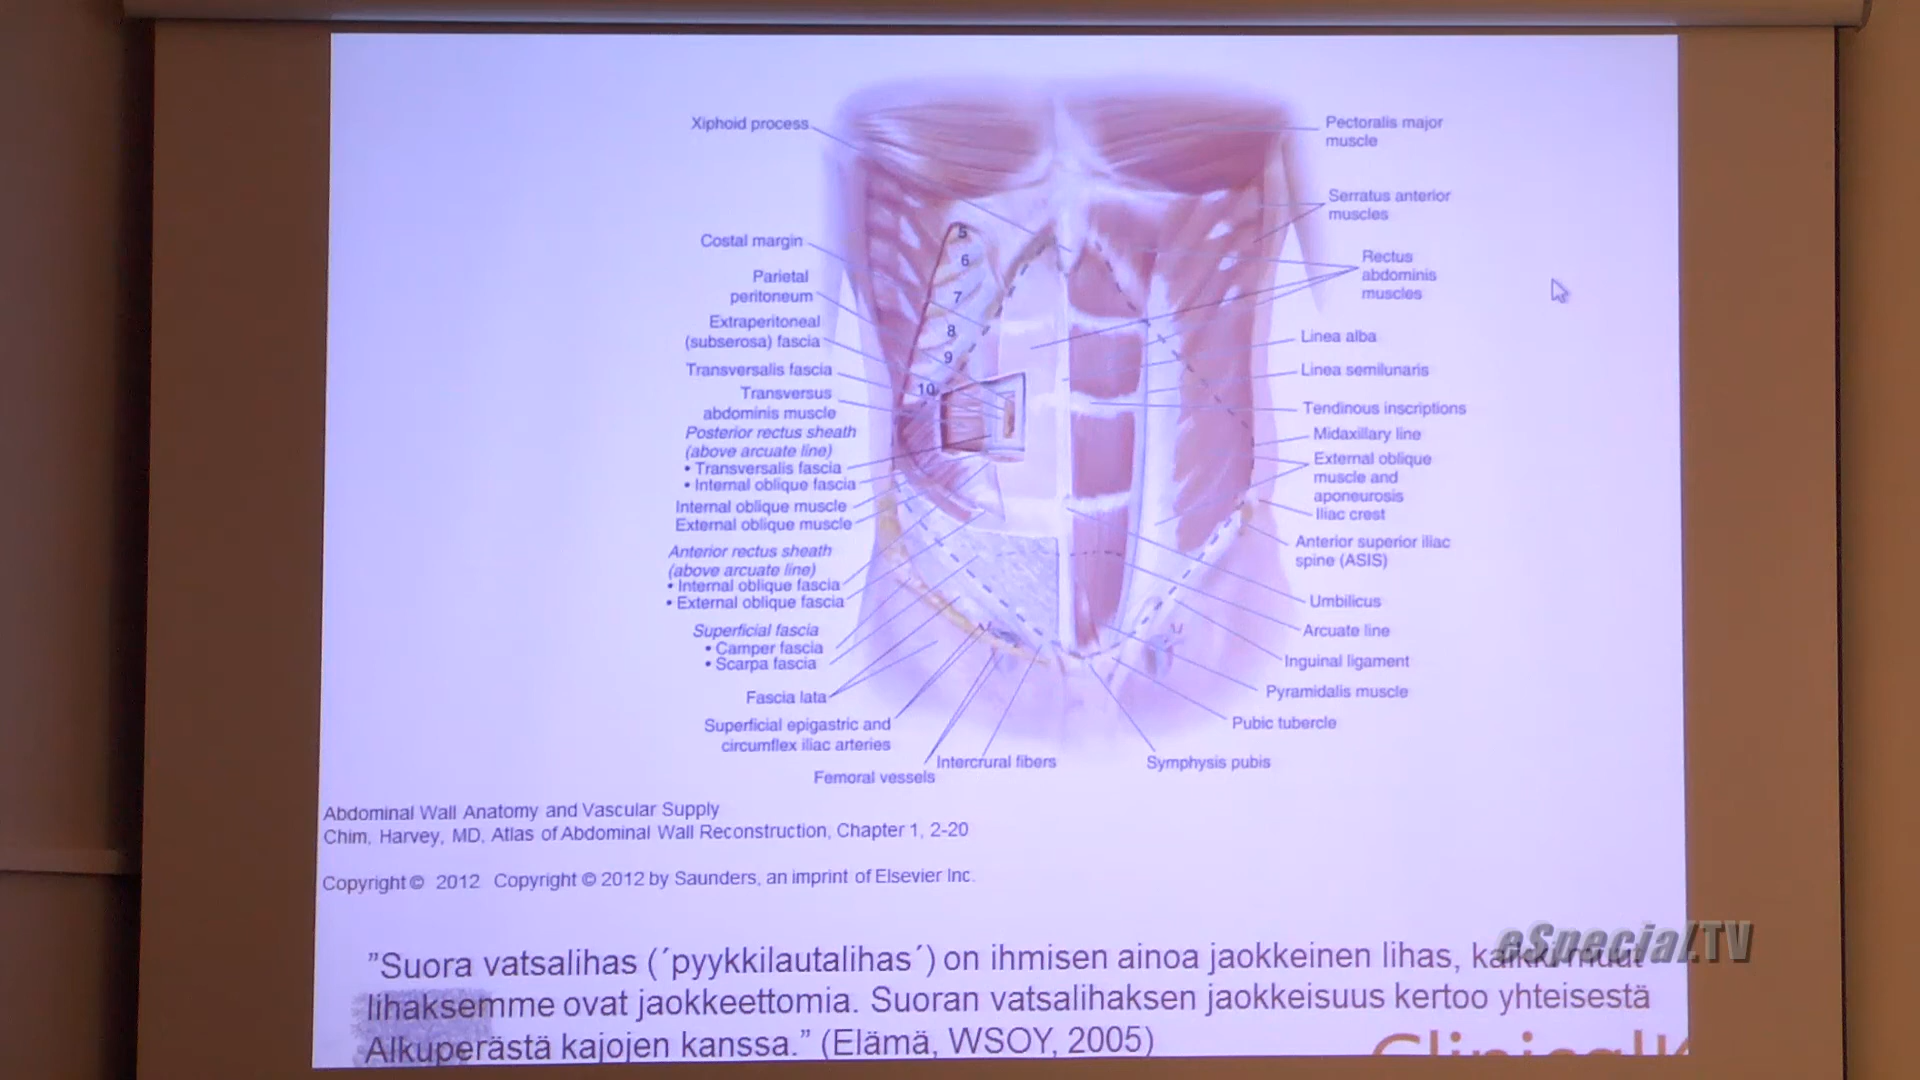 Xiphoid process
Costal margin
Parietal
peritoneum
Extraperitoneal
(subserosa) fascia
Transversalis fascia
Transversus
abdominis muscle
Posterior rectus sheath
(above arcuate line)
• Transversalis fascia
• Internal oblique fascia
Internal oblique muscle
External oblique muscle
Anterior rectus sheath
(above arcuate line)
• Internal oblique fascia
• External oblique fascia
Superficial fascia
• Camper fascia
• Scarpa fascia
Fascia lata
Superficial epigastric and
circumflex iliac arteries
Femoral vessels
Intercrural fibers
5
6
7
8
9
10
Pectoralis major
muscle
Serratus anterior
muscles
Rectus
abdominis
muscles
Linea alba
Linea semilunaris
Tendinous inscriptions
Midaxillary line
External oblique
muscle and
aponeurosis
Iliac crest
Anterior superior iliac
spine (ASIS)
Umbilicus
Arcuate line
Inguinal ligament
Pyramidalis muscle
Pubic tubercle
Symphysis pubis
Abdominal Wall Anatomy and Vascular Supply
Chim, Harvey, MD, Atlas of Abdominal Wall Reconstruction, Chapter 1, 2-20
Copyright © 2012 Copyright © 2012 by Saunders, an imprint of Elsevier Inc.
eSpecial.TV
”Suora vatsalihas (´pyykkilautalihas´) on ihmisen ainoa jaokkeinen lihas, kaikki muut
lihaksemme ovat jaokkeettomia. Suoran vatsalihaksen jaokkeisuus kertoo yhteisestä
Alkuperästä kajojen kanssa.” (Elämä, WSOY, 2005)